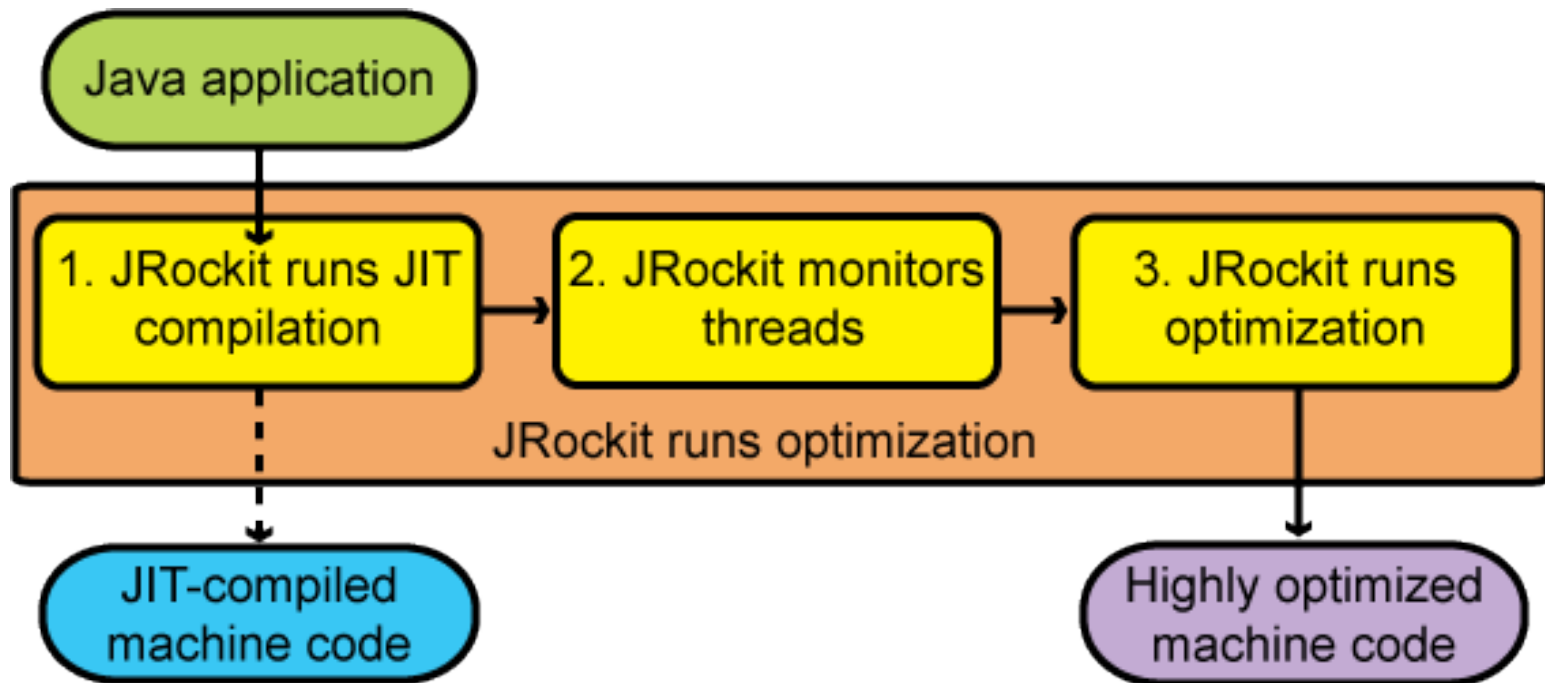 Java application
1. JRockit runs JIT
compilation
2. JRockit monitors
threads
3. JRockit runs
optimization
JRockit runs optimization
JIT-compiled
machine code
Highly optimized
machine code